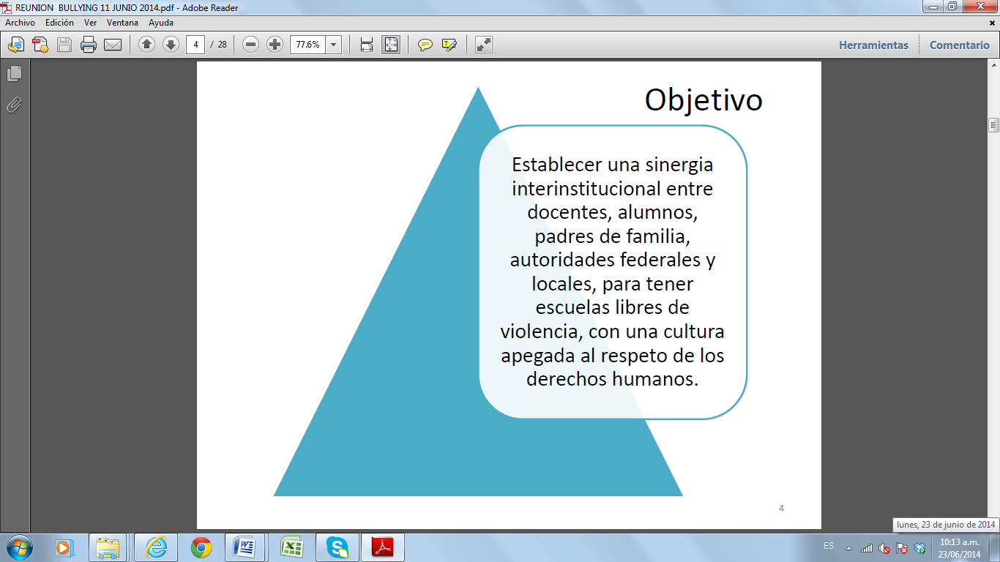 REUNION BULLYING 11 JUNIO 2014.pdf - Adobe Reader
Archivo Edición Ver Ventana Ayuda
4 / 28 77.6% Herramientas Comentario
Objetivo
Establecer una sinergia
interinstitucional entre
docentes, alumnos,
padres de familia,
autoridades federales y
locales, para tener
escuelas libres de
violencia, con una cultura
apegada al respeto de los
derechos humanos.
4
lunes, 23 de junio de 2014
ES 10:13 a.m.
23/06/2014